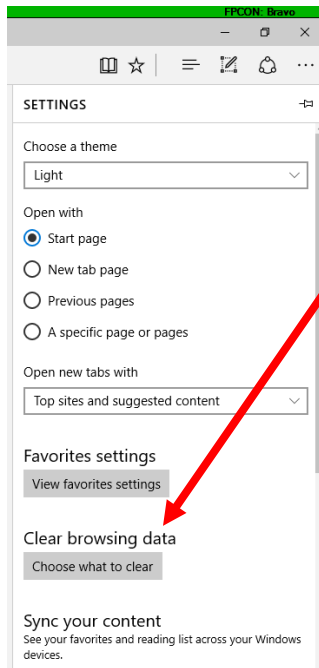 FPCON: Bravo
SETTINGS
Choose a theme
Light
Open with
Start page
New tab page
Previous pages
A specific page or pages
Open new tabs with
Top sites and suggested content
Favorites settings
View favorites settings
Clear browsing data
Choose what to clear
Sync your content
See your favorites and reading list across your Windows
devices.